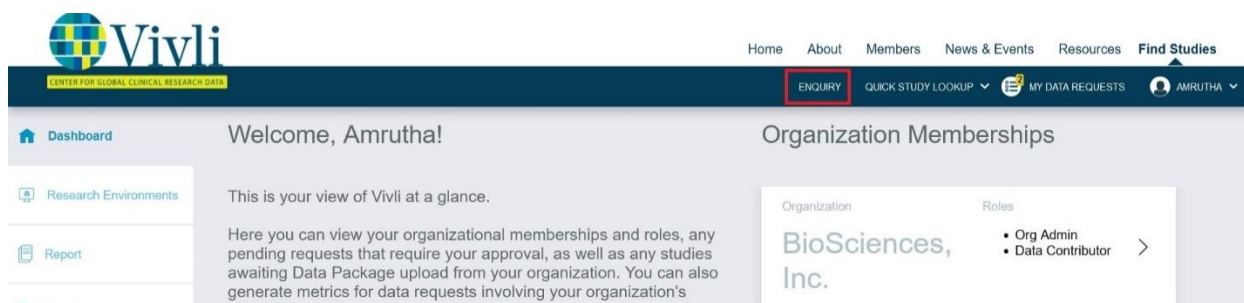 Vivli
CENTER FOR GLOBAL CLINICAL RESEARCH DATA
Home About Members News & Events Resources Find Studies
ENQUIRY QUICK STUDY LOOKUP 2 MY DATA REQUESTS AMRUTHA
Dashboard
Research Environments
Report
Welcome, Amrutha!
This is your view of Vivli at a glance.
Here you can view your organizational memberships and roles, any
pending requests that require your approval, as well as any studies
awaiting Data Package upload from your organization. You can also
generate metrics for data requests involving your organization's
Organization Memberships
Organization Roles
BioSciences,
Inc.
• Org Admin
• Data Contributor